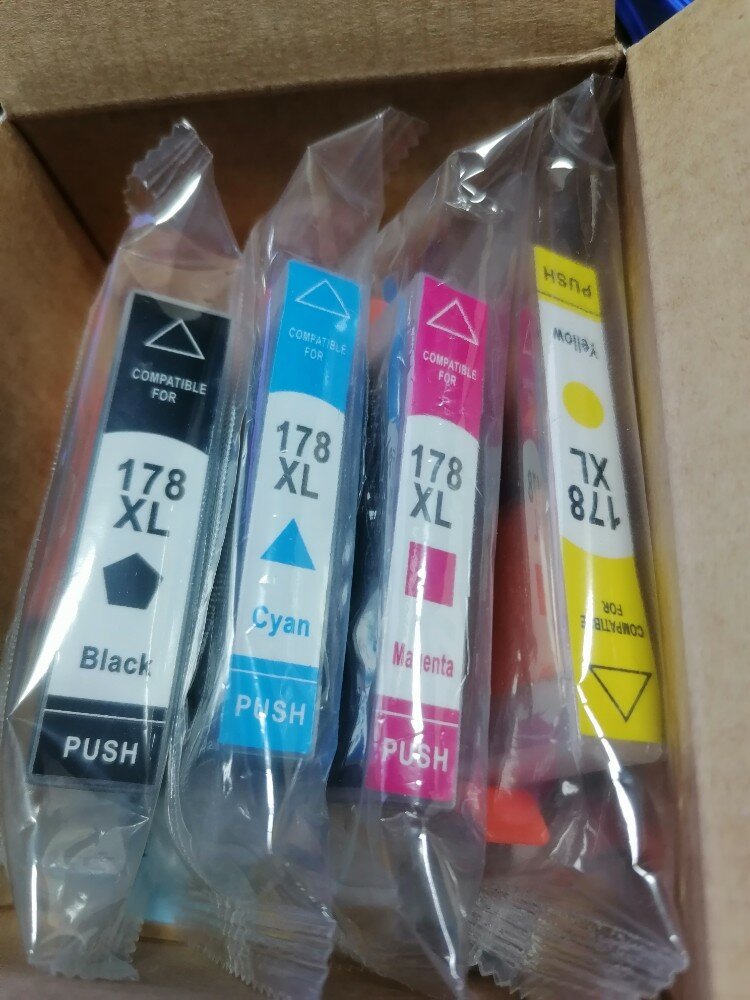 COMPATIBLE
FOR
178
XL
Black
PUSH
COMPATIBLE
FOR
178
XL
Cyan
PUSH
COMPATIBLE
FOR
178
XL
Magenta
PUSH
COMPATIBLE
FOR
178
XL
Yellow
PUSH